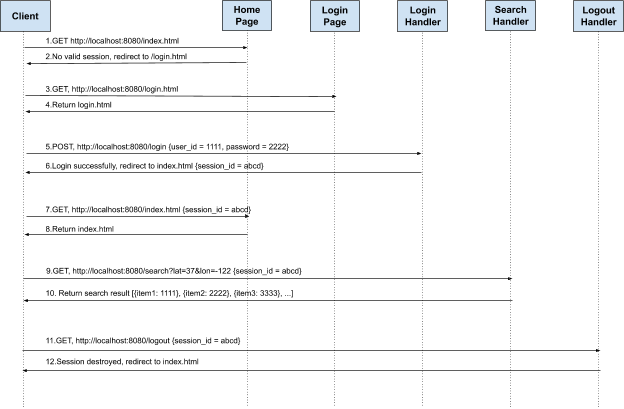 Client
Home
Page
Login
Page
Login
Handler
Search
Handler
Logout
Handler
1.GET http://localhost:8080/index.html
2.No valid session, redirect to /login.html
3.GET, http://localhost:8080/login.html
4.Return login.html
5.POST, http://localhost:8080/login {user_id = 1111, password = 2222}
6.Login successfully, redirect to index.html {session_id = abcd}
7.GET, http://localhost:8080/index.html {session_id = abcd}
8.Return index.html
9.GET, http://localhost:8080/search?lat=37&lon=-122 {session_id = abcd}
10. Return search result [{item1: 1111}, {item2: 2222}, {item3: 3333}, ...]
11.GET, http://localhost:8080/logout {session_id = abcd}
12.Session destroyed, redirect to index.html